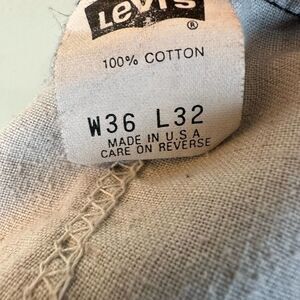 Levi's
®
100% COTTON
W36 L32
MADE IN U.S A
CARE ON REVERSE